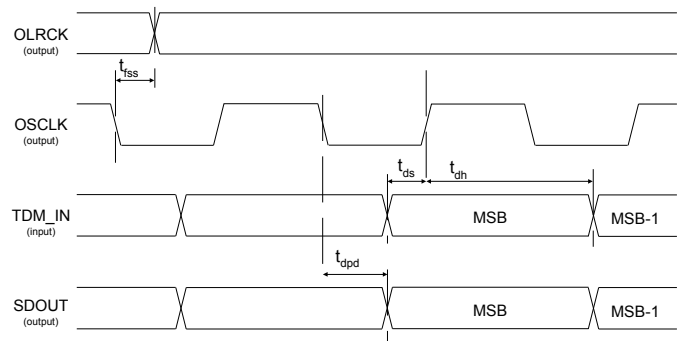 OLRCK
(output)
t_fss
OSCLK
(output)
t_ds
t_dh
TDM_IN
(input)
MSB
MSB-1
t_dpd
SDOUT
(output)
MSB
MSB-1